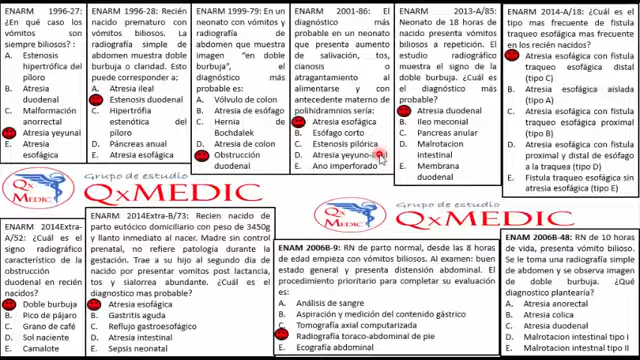 ENARM 1996-27:
¿En qué caso los
vómitos son
siempre biliosos? :
A. Estenosis
hipertrófica del
píloro
B. Atresia
duodenal
C. Malformación
anorrectal
Atresia yeyunal
E. Atresia
esofágica
ENARM 1996-28: Recién
nacido prematuro con
vómitos biliosos. La
radiografía simple de
abdomen muestra doble
burbuja o claridad. Esto
puede corresponder a;
A. Atresia ileal
Estenosis duodenal
C. Hipertrófia
estenótica del
píloro
D. Páncreas anual
E. Atresia esofágica
ENARM 1999-79: En un
neonato con vómitos y
radiografía de
abdomen que muestra
imagen "en doble
burbuja", el
diagnóstico más
probable es:
A. Vólvulo de colon
B. Atresia de esófago
C. Hernia de
Bochdalek
D. Atresia de colon
Obstrucción
duodenal
ENARM 2001-86: El
diagnóstico más
probable en un neonato
que presenta aumento
de salivación, tos,
cianosis y
atragantamiento al
alimentarse y con
antecedente materno de
polihidramnios sería:
Atresia esofágica
B. Esófago corto
C. Estenosis pilórica
D. Atresia yeyuno-
E. Ano imperforado
ENARM 2013-A/85:
Neonato de 18 horas de
nacido presenta vómitos
biliosos a repetición. El
estudio radiográfico
muestra el signo de la
doble burbuja. ¿Cuál es
el diagnóstico más
probable?
Atresia duodenal
B. Ileo meconial
C. Pancreas anular
D. Malrotacion
intestinal
E. Membrana
duodenal
ENARM 2014-A/18: ¿Cuál es el
tipo mas frecuente de fistula
traqueo esofágica mas frecuente
en los recién nacidos?
Atresia esofágica con fistula
traqueo esofágica distal
(tipo C)
B. Atresia esofágica aislada
(tipo A)
C. Atresia esofágica con fistula
traqueo esofágica proximal
(tipo B)
D. Atresia esofágica con fistula
proximal y distal de esófago
a la traquea (tipo D)
E. Fistula traqueo esofágica sin
atresia esofágica (tipo E)
Qx
MEDIC
Grupo de estudio
QxMEDIC
Qx
MEDIC
Grupo de estudio
QxMEDIC
ENARM 2014Extra-
A/52: ¿Cuál es el
signo radiográfico
característico de la
obstrucción
duodenal en recién
nacidos?
Doble burbuja
B. Pico de pájaro
C. Grano de café
D. Sol naciente
E. Camalote
ENARM 2014Extra-B/73: Recien nacido de
parto eutócico domiciliario con peso de 3450g
y llanto inmediato al nacer. Madre sin control
prenatal, no refiere patología durante la
gestación. Trae a su hijo al segundo dia de
nacido por presentar vómitos post lactancia,
tos y sialorrea abundante. ¿Cuál es el
diagnostico mas probable?
Atresia esofágica
B. Gastritis aguda
C. Reflujo gastroesofágico
D. Atresia intestinal
E. Sepsis neonatal
ENAM 2006B-9: RN de parto normal, desde las 8 horas
de edad empieza con vómitos biliosos. Al examen: buen
estado general y presenta distensión abdominal. El
procedimiento prioritario para completar su evaluación
es:
A. Análisis de sangre
B. Aspiración y medición del contenido gástrico
C. Tomografía axial computarizada
Radiografía toraco-abdominal de pie
E. Ecografía abdominal
ENAM 2006B-48: RN de 10 horas
de vida, presenta vómito bilioso.
Se le toma una radiografía simple
de abdomen y se observa imagen
de doble burbuja. ¿Qué
diagnostico plantearía?
A. Atresia anorectal
B. Atresia colica
C. Atresia duodenal
D. Malrotacion intestinal tipo I
E. Malrotacion intestinal tipo II